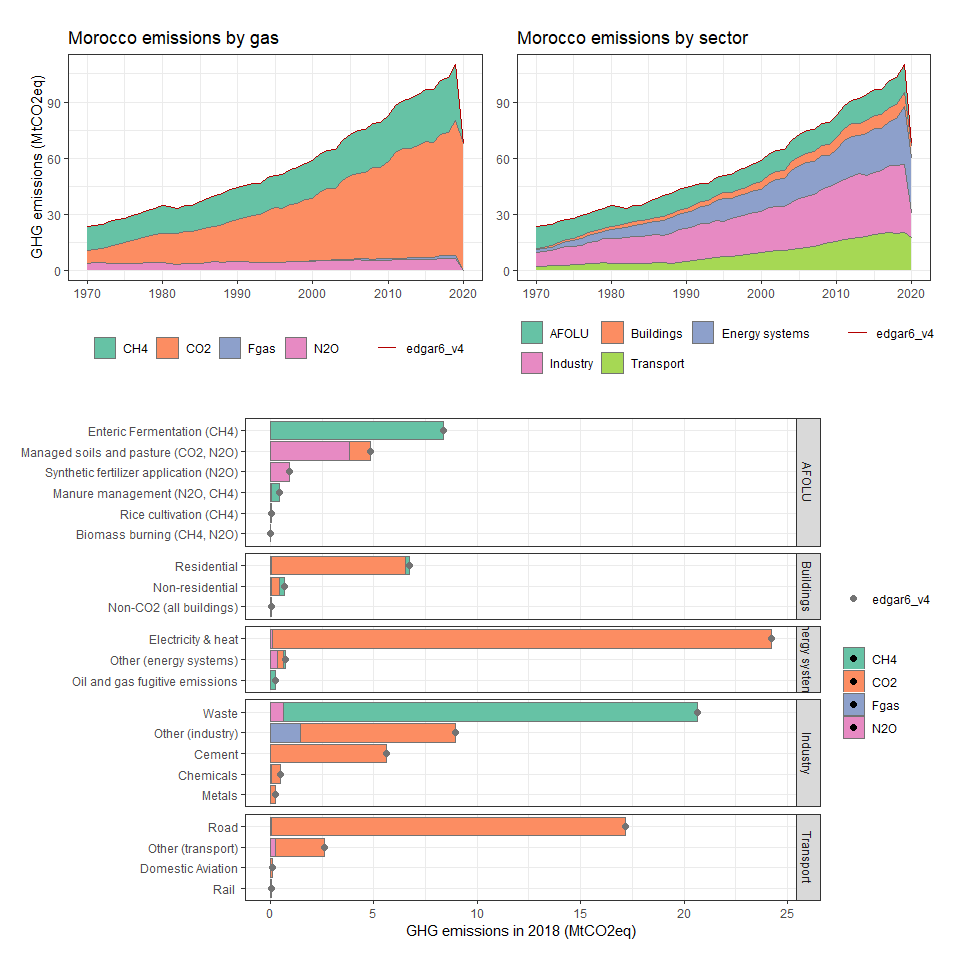 Morocco emissions by gas
GHG emissions (MtCO2eq)
90
60
30
0
1970 1980 1990 2000 2010 2020
CH4 CO2 Fgas N2O edgar6_v4
Morocco emissions by sector
90
60
30
0
1970 1980 1990 2000 2010 2020
AFOLU Buildings Energy systems edgar6_v4
Industry Transport
Enteric Fermentation (CH4)
Managed soils and pasture (CO2, N2O)
Synthetic fertilizer application (N2O)
Manure management (N2O, CH4)
Rice cultivation (CH4)
Biomass burning (CH4, N2O)
AFOLU
Residential
Non-residential
Non-CO2 (all buildings)
Buildings
Electricity & heat
Other (energy systems)
Oil and gas fugitive emissions
nergy system
Waste
Other (industry)
Cement
Chemicals
Metals
Industry
Road
Other (transport)
Domestic Aviation
Rail
Transport
0 5 10 15 20 25
GHG emissions in 2018 (MtCO2eq)
edgar6_v4
CH4
CO2
Fgas
N2O